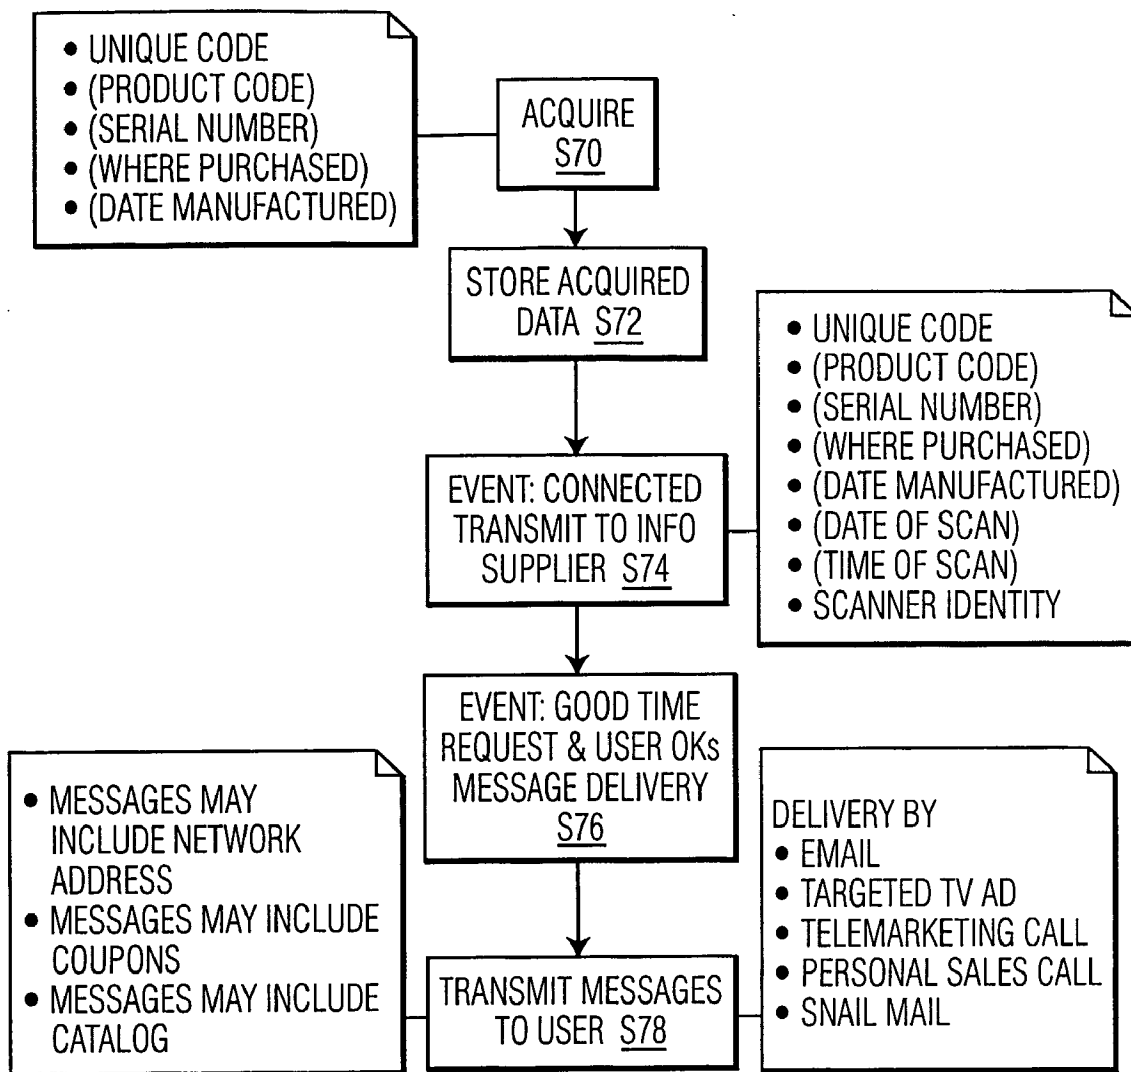 • UNIQUE CODE
• (PRODUCT CODE)
• (SERIAL NUMBER)
• (WHERE PURCHASED)
• (DATE MANUFACTURED)
ACQUIRE
S70
STORE ACQUIRED
DATA S72
• UNIQUE CODE
• (PRODUCT CODE)
• (SERIAL NUMBER)
• (WHERE PURCHASED)
• (DATE MANUFACTURED)
• (DATE OF SCAN)
• (TIME OF SCAN)
• SCANNER IDENTITY
EVENT: CONNECTED
TRANSMIT TO INFO
SUPPLIER S74
EVENT: GOOD TIME
REQUEST & USER OKs
MESSAGE DELIVERY
S76
• MESSAGES MAY
INCLUDE NETWORK
ADDRESS
• MESSAGES MAY INCLUDE
COUPONS
• MESSAGES MAY INCLUDE
CATALOG
TRANSMIT MESSAGES
TO USER S78
DELIVERY BY
• EMAIL
• TARGETED TV AD
• TELEMARKETING CALL
• PERSONAL SALES CALL
• SNAIL MAIL